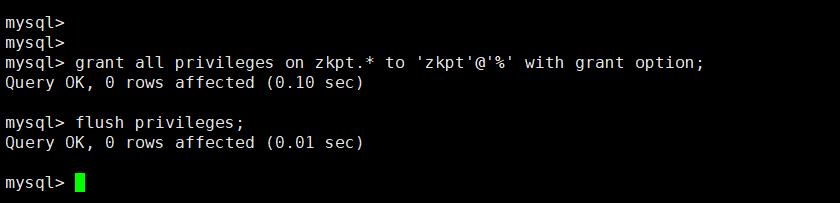 mysql>
mysql>
mysql> grant all privileges on zkpt.* to 'zkpt'@'%' with grant option;
Query OK, 0 rows affected (0.10 sec)
mysql> flush privileges;
Query OK, 0 rows affected (0.01 sec)
mysql>